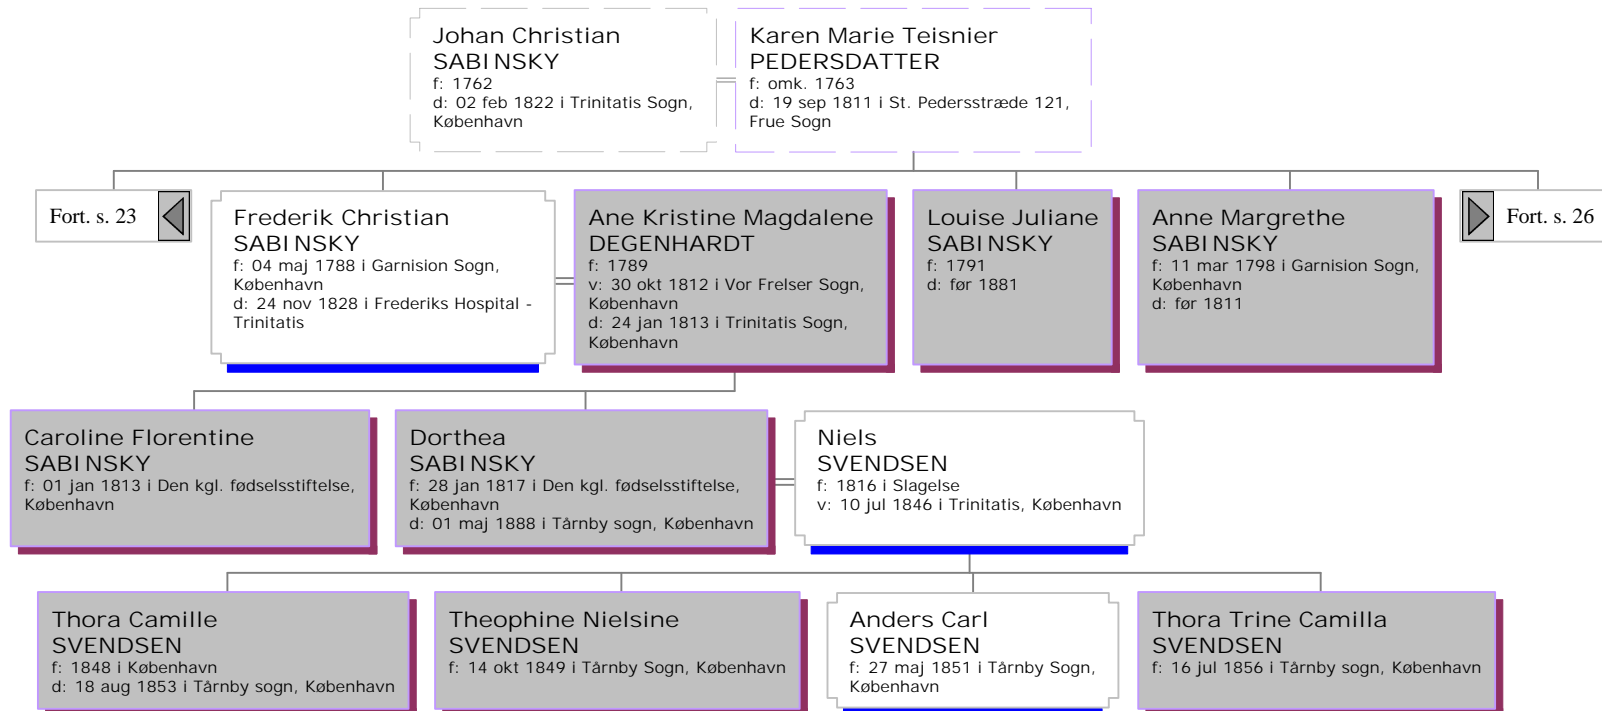 Johan Christian
SABINSKY
f: 1762
d: 02 feb 1822 i Trinitatis Sogn,
København
Karen Marie Teisnier
PEDERSDATTER
f: omk. 1763
d: 19 sep 1811 i St. Pedersstræde 121,
Frue Sogn
Fort. s. 23
Frederik Christian
SABINSKY
f: 04 maj 1788 i Garnision Sogn,
København
d: 24 nov 1828 i Frederiks Hospital -
Trinitatis
Ane Kristine Magdalene
DEGENHARDT
f: 1789
v: 30 okt 1812 i Vor Frelser Sogn,
København
d: 24 jan 1813 i Trinitatis Sogn,
København
Louise Juliane
SABINSKY
f: 1791
d: før 1881
Anne Margrethe
SABINSKY
f: 11 mar 1798 i Garnision Sogn,
København
d: før 1811
Fort. s. 26
Caroline Florentine
SABINSKY
f: 01 jan 1813 i Den kgl. fødselsstiftelse,
København
Dorthea
SABINSKY
f: 28 jan 1817 i Den kgl. fødselsstiftelse,
København
d: 01 maj 1888 i Tårnby sogn, København
Niels
SVENDSEN
f: 1816 i Slagelse
v: 10 jul 1846 i Trinitatis, København
Thora Camille
SVENDSEN
f: 1848 i København
d: 18 aug 1853 i Tårnby sogn, København
Theophine Nielsine
SVENDSEN
f: 14 okt 1849 i Tårnby Sogn, København
Anders Carl
SVENDSEN
f: 27 maj 1851 i Tårnby Sogn,
København
Thora Trine Camilla
SVENDSEN
f: 16 jul 1856 i Tårnby sogn, København